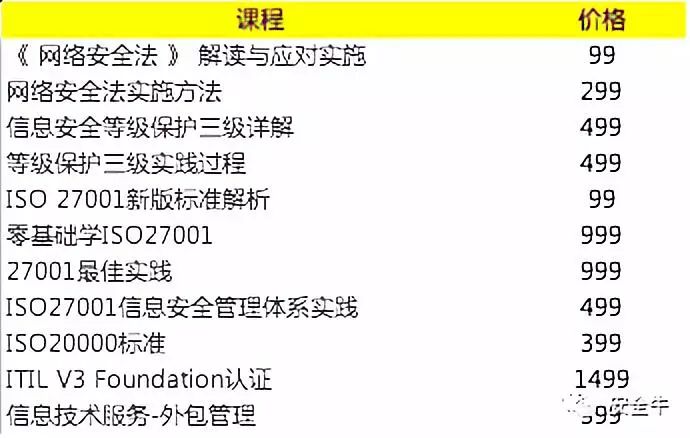 课程 价格
《 网络安全法 》 解读与应对实施 99
网络安全法实施方法 299
信息安全等级保护三级详解 499
等级保护三级实践过程 499
ISO 27001新版标准解析 99
零基础学ISO27001 999
27001最佳实践 999
ISO27001信息安全管理体系实践 499
ISO20000标准 399
ITIL V3 Foundation认证 1499
信息技术服务-外包管理
安全牛